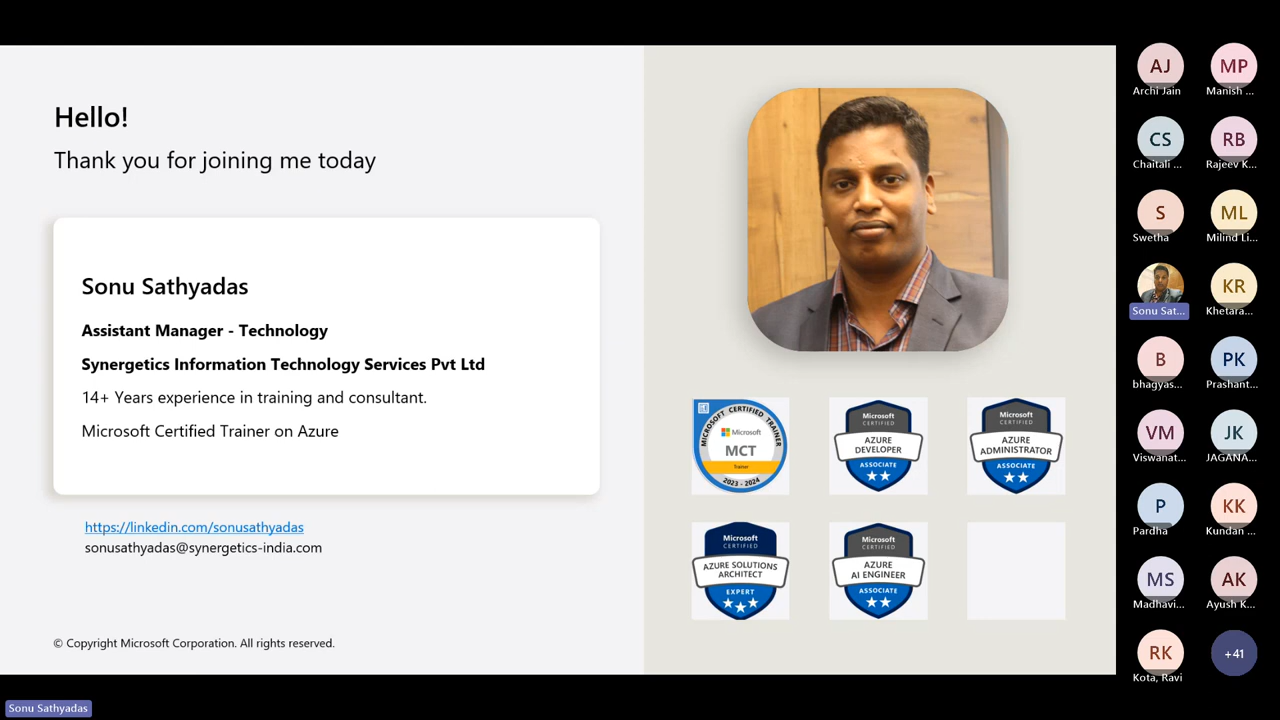 Hello!
Thank you for joining me today
Sonu Sathyadas
Assistant Manager - Technology
Synergetics Information Technology Services Pvt Ltd
14+ Years experience in training and consultant.
Microsoft Certified Trainer on Azure
https://linkedin.com/sonusathyadas
sonusathyadas@synergetics-india.com
© Copyright Microsoft Corporation. All rights reserved.
MICROSOFT CERTIFIED TRAINER
Microsoft
MCT
Trainer
2023 - 2024
Microsoft
CERTIFIED
AZURE
DEVELOPER
ASSOCIATE
Microsoft
CERTIFIED
AZURE
ADMINISTRATOR
ASSOCIATE
Microsoft
CERTIFIED
AZURE SOLUTIONS
ARCHITECT
EXPERT
Microsoft
CERTIFIED
AZURE
AI ENGINEER
ASSOCIATE
AJ
Archi Jain
MP
Manish ...
CS
Chaitali ...
RB
Rajeev K...
S
Swetha
ML
Milind Li...
Sonu Sat...
KR
Khetara...
B
bhagyas...
PK
Prashant...
VM
Viswanat...
JK
JAGANA...
P
Pardha
KK
Kundan ...
MS
Madhavi...
AK
Ayush K...
RK
Kota, Ravi
+41
Sonu Sathyadas